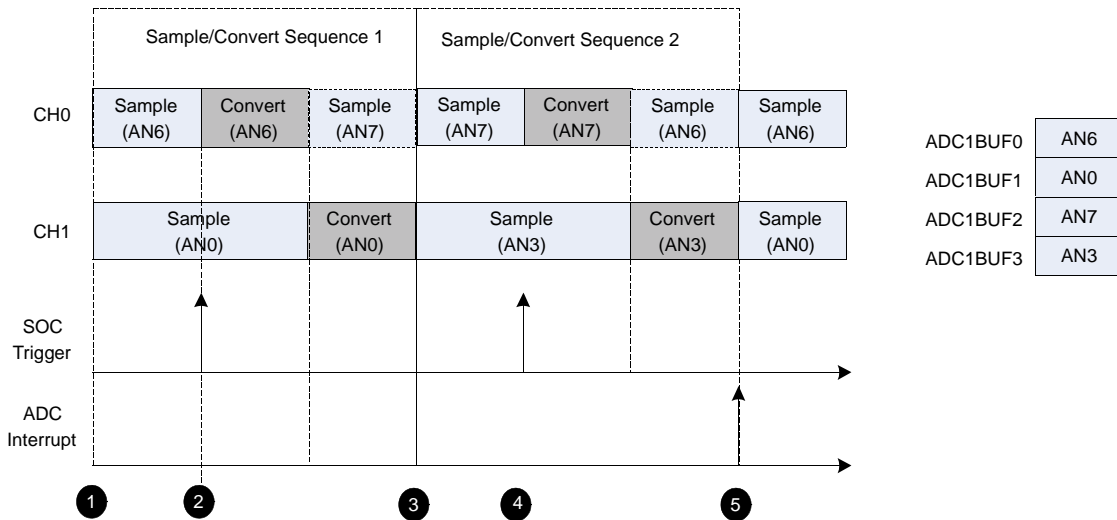 Sample/Convert Sequence 1
Sample/Convert Sequence 2
CH0
Sample
(AN6)
Convert
(AN6)
Sample
(AN7)
Sample
(AN7)
Convert
(AN7)
Sample
(AN6)
Sample
(AN6)
CH1
Sample
(AN0)
Convert
(AN0)
Sample
(AN3)
Convert
(AN3)
Sample
(AN0)
SOC
Trigger
ADC
Interrupt
1
2
3
4
5
ADC1BUF0
AN6
ADC1BUF1
AN0
ADC1BUF2
AN7
ADC1BUF3
AN3